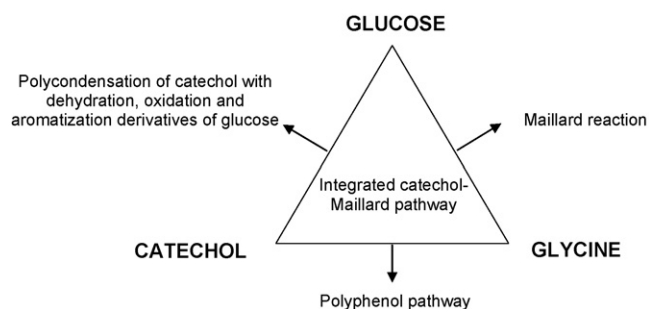 GLUCOSE
Polycondensation of catechol with
dehydration, oxidation and
aromatization derivatives of glucose
Maillard reaction
Integrated catechol-
Maillard pathway
CATECHOL
GLYCINE
Polyphenol pathway